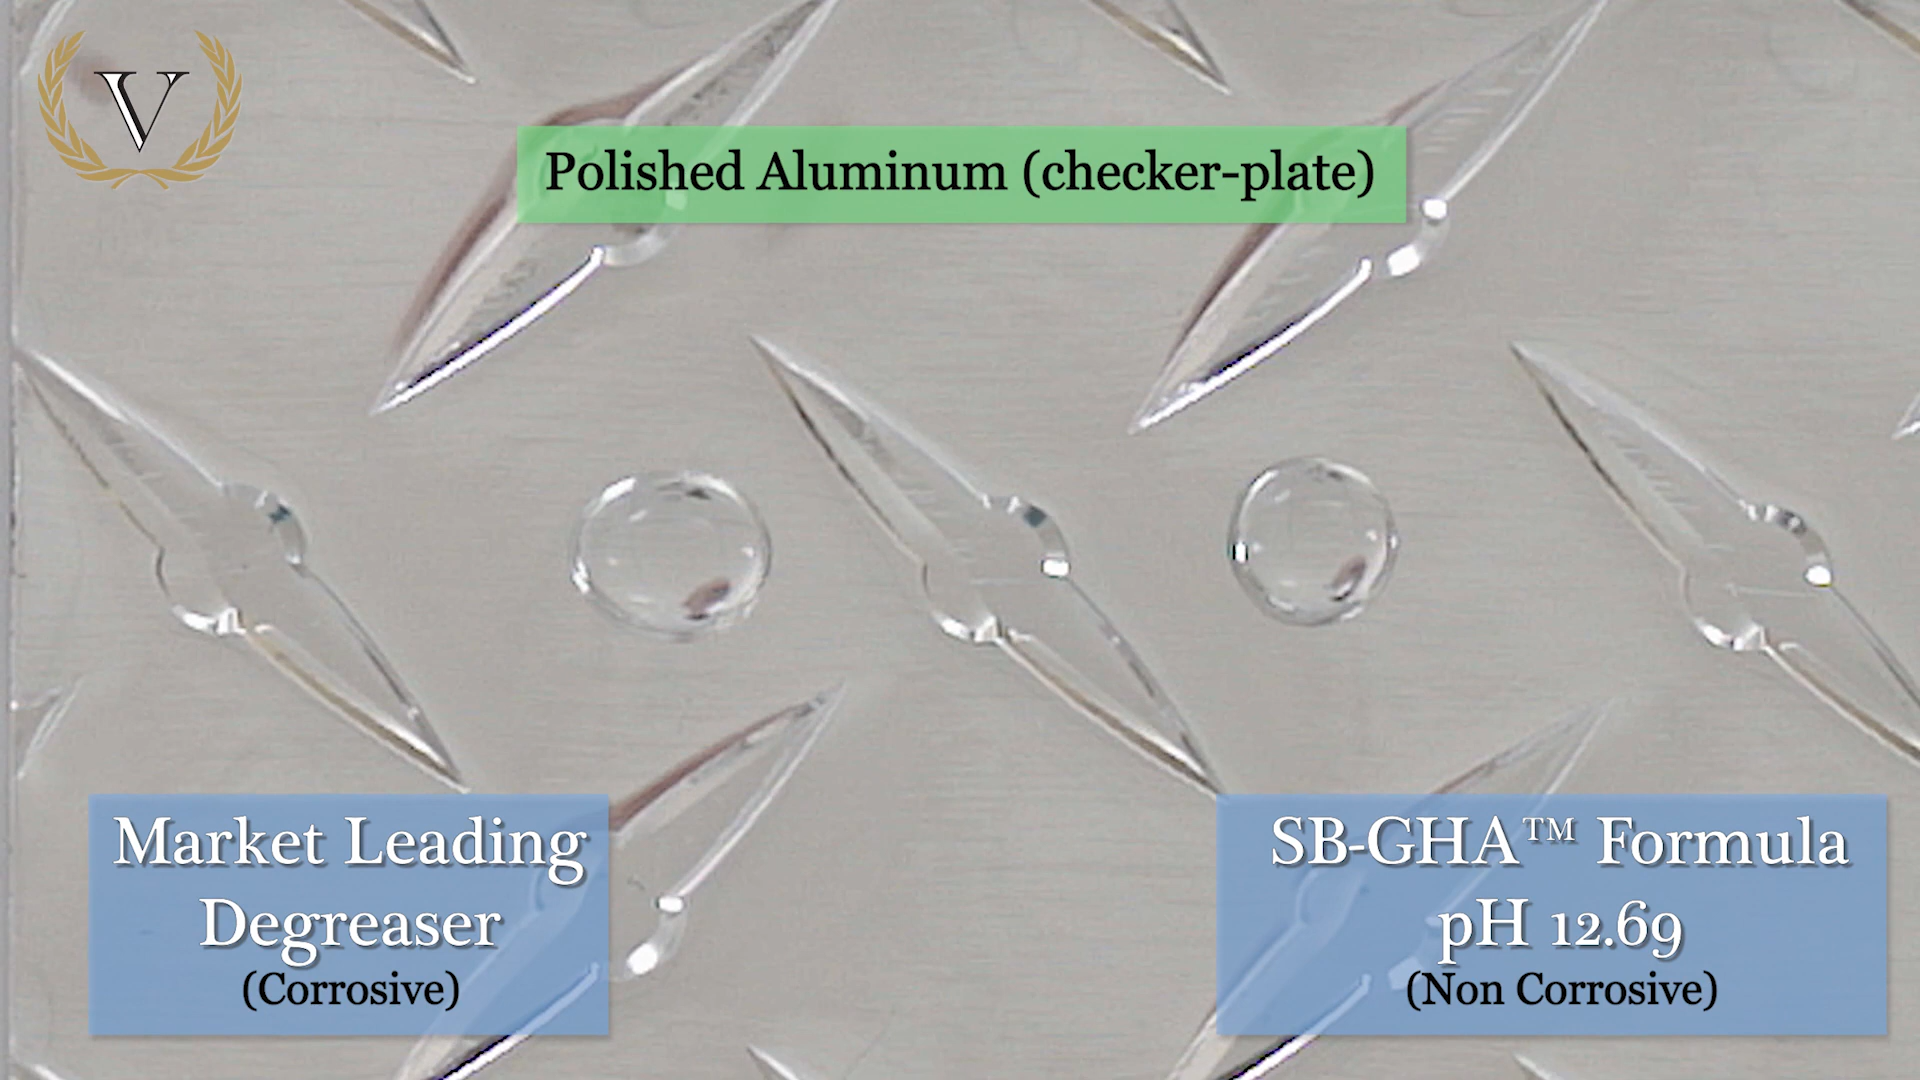 V
Polished Aluminum (checker-plate)
Market Leading
Degreaser
(Corrosive)
SB-GHA™ Formula
pH 12.69
(Non Corrosive)